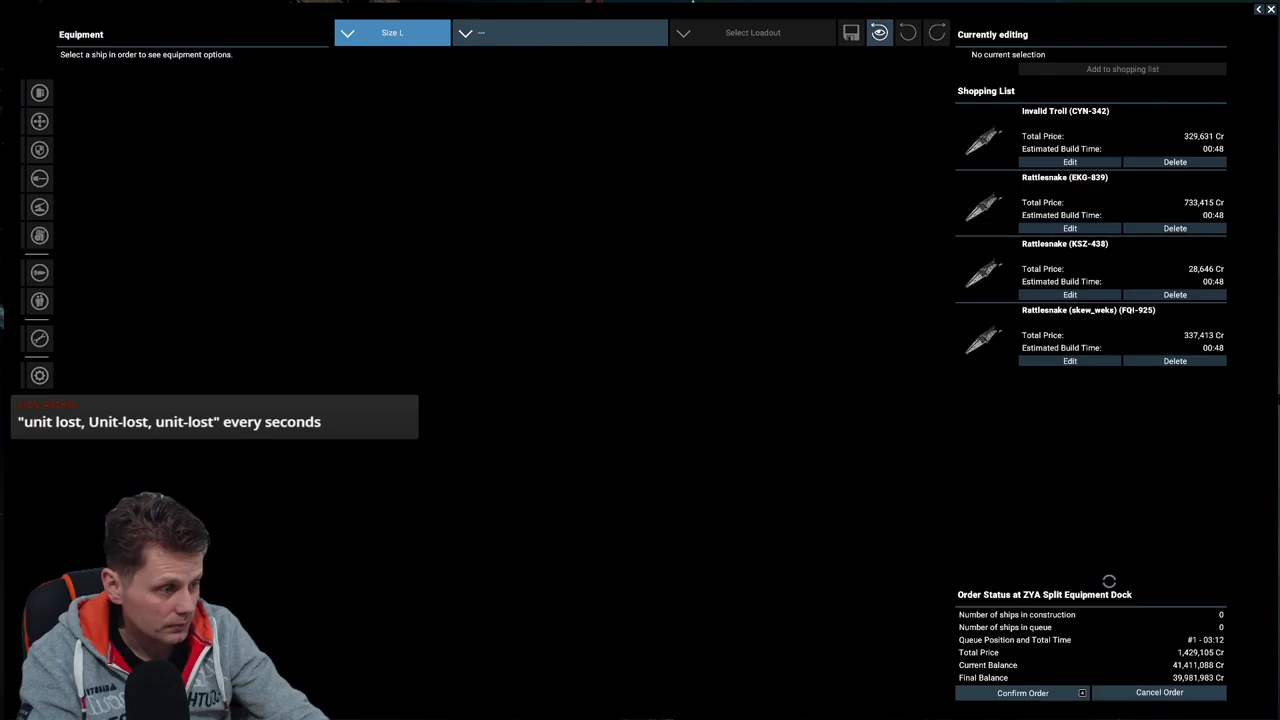 Equipment
Select a ship in order to see equipment options.
Size L
--
Select Loadout
Currently editing
No current selection
Add to shopping list
Shopping List
Invalid Troll (CYN-342)
Total Price: 329,631 Cr
Estimated Build Time: 00:48
Edit Delete
Rattlesnake (EKG-839)
Total Price: 733,415 Cr
Estimated Build Time: 00:48
Edit Delete
Rattlesnake (KSZ-438)
Total Price: 28,646 Cr
Estimated Build Time: 00:48
Edit Delete
Rattlesnake (skew_weks) (FQI-925)
Total Price: 337,413 Cr
Estimated Build Time: 00:48
Edit Delete
"unit lost, Unit-lost, unit-lost" every seconds
Order Status at ZYA Split Equipment Dock
Number of ships in construction 0
Number of ships in queue 0
Queue Position and Total Time #1 - 03:12
Total Price 1,429,105 Cr
Current Balance 41,411,088 Cr
Final Balance 39,981,983 Cr
Confirm Order Cancel Order